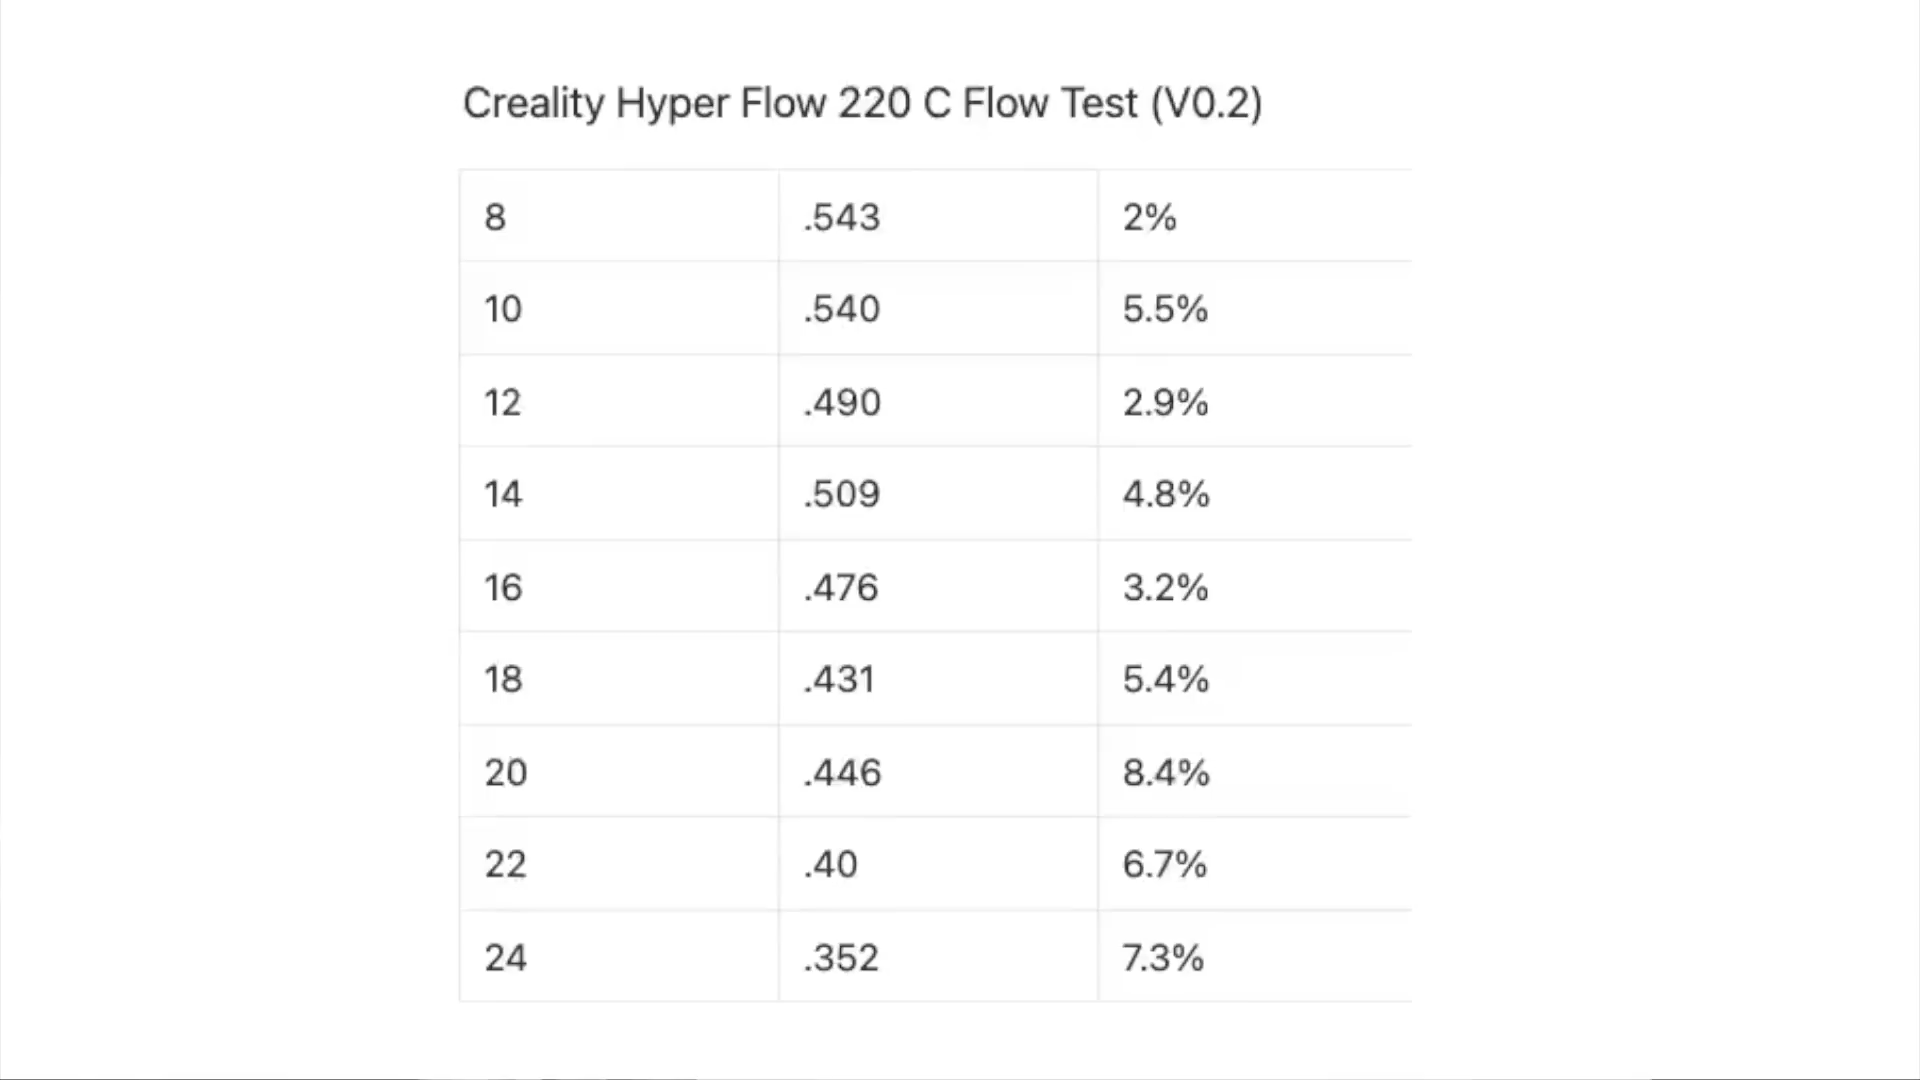 Creality Hyper Flow 220 C Flow Test (V0.2)
8 .543 2%
10 .540 5.5%
12 .490 2.9%
14 .509 4.8%
16 .476 3.2%
18 .431 5.4%
20 .446 8.4%
22 .40 6.7%
24 .352 7.3%